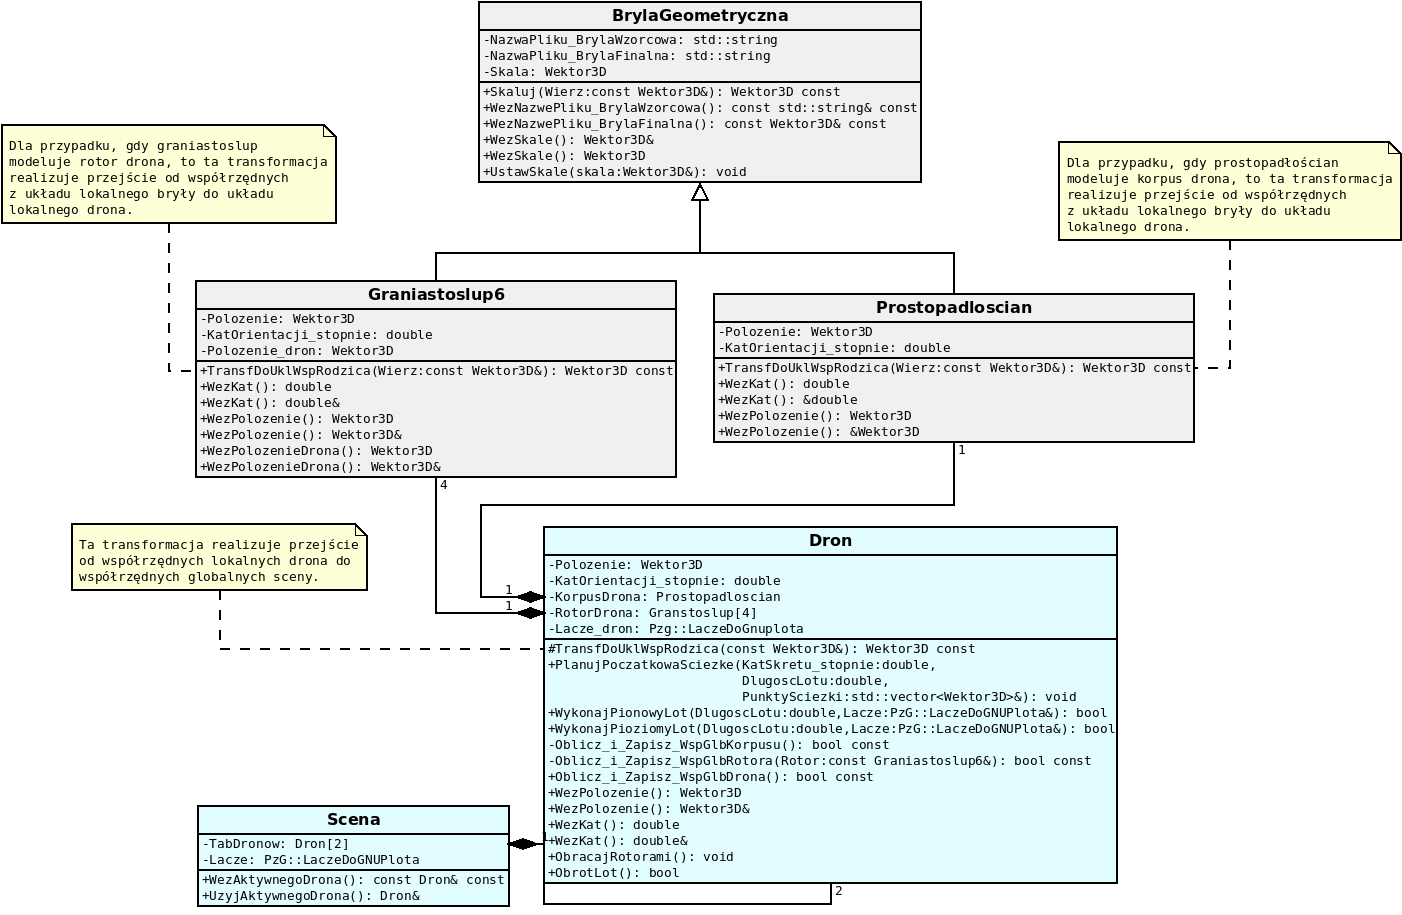 BrylaGeometryczna
-NazwaPliku_BrylaWzorcowa: std::string
-NazwaPliku_BrylaFinalna: std::string
-Skala: Wektor3D
+Skaluj(Wierz:const Wektor3D&): Wektor3D const
+WezNazwePliku_BrylaWzorcowa(): const std::string& const
+WezNazwePliku_BrylaFinalna(): const Wektor3D& const
+WezSkale(): Wektor3D&
+WezSkale(): Wektor3D
+UstawSkale(skala:Wektor3D&): void
Dla przypadku, gdy graniastoslup
modeluje rotor drona, to ta transformacja
realizuje przejście od współrzędnych
z układu lokalnego bryły do układu
lokalnego drona.
Dla przypadku, gdy prostopadłościan
modeluje korpus drona, to ta transformacja
realizuje przejście od współrzędnych
z układu lokalnego bryły do układu
lokalnego drona.
Graniastoslup6
-Polozenie: Wektor3D
-KatOrientacji_stopnie: double
-Polozenie_dron: Wektor3D
+TransfDoUklWspRodzica(Wierz:const Wektor3D&): Wektor3D const
+WezKat(): double
+WezKat(): double&
+WezPolozenie(): Wektor3D
+WezPolozenie(): Wektor3D&
+WezPolozenieDrona(): Wektor3D
+WezPolozenieDrona(): Wektor3D&
4
Prostopadloscian
-Polozenie: Wektor3D
-KatOrientacji_stopnie: double
+TransfDoUklWspRodzica(Wierz:const Wektor3D&): Wektor3D const
+WezKat(): double
+WezKat(): &double
+WezPolozenie(): Wektor3D
+WezPolozenie(): &Wektor3D
1
Ta transformacja realizuje przejście
od współrzędnych lokalnych drona do
współrzędnych globalnych sceny.
1
1
Dron
-Polozenie: Wektor3D
-KatOrientacji_stopnie: double
-KorpusDrona: Prostopadloscian
-RotorDrona: Granstoslup[4]
-Lacze_dron: Pzg::LaczeDoGnuplota
#TransfDoUklWspRodzica(const Wektor3D&): Wektor3D const
+PlanujPoczatkowaSciezke(KatSkretu_stopnie:double,
DlugoscLotu:double,
PunktySciezki:std::vector<Wektor3D>&): void
+WykonajPionowyLot(DlugoscLotu:double,Lacze:PzG::LaczeDoGNUPlota&): bool
+WykonajPioziomyLot(DlugoscLotu:double,Lacze:PzG::LaczeDoGNUPlota&): bool
-Oblicz_i_Zapisz_WspGlbKorpusu(): bool const
-Oblicz_i_Zapisz_WspGlbRotora(Rotor:const Graniastoslup6&): bool const
+Oblicz_i_Zapisz_WspGlbDrona(): bool const
+WezPolozenie(): Wektor3D
+WezPolozenie(): Wektor3D&
+WezKat(): double
+WezKat(): double&
+ObracajRotorami(): void
+ObrotLot(): bool
1
2
Scena
-TabDronow: Dron[2]
-Lacze: PzG::LaczeDoGNUPlota
+WezAktywnegoDrona(): const Dron& const
+UzyjAktywnegoDrona(): Dron&